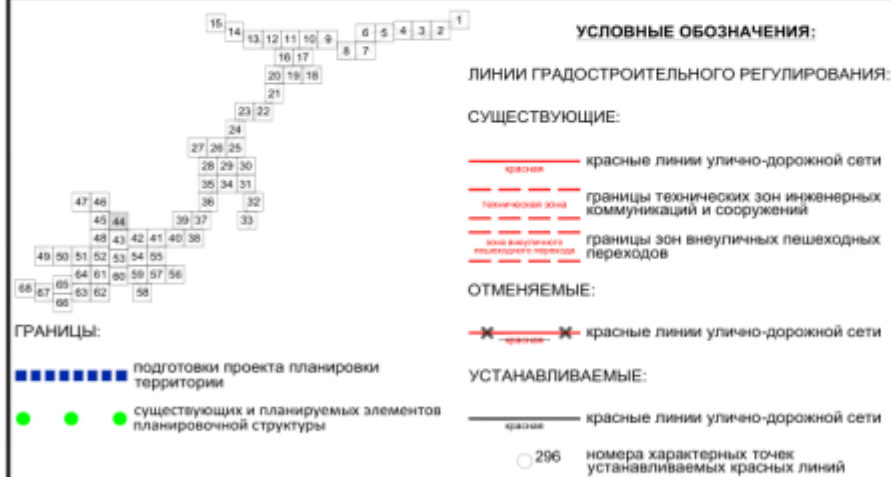 15
14 13 12 11 10 9 6 5 4 3 2 1
8 7
16 17
20 19 18
21
23 22
24
27 26 25
28 29 30
35 34 31
47 46 36 32
45 44 39 37 33
48 43 42 41 40 38
49 50 51 52 53 54 55
64 61 60 59 57 56
68 67 65 63 62 58
66
ГРАНИЦЫ:
подготовки проекта планировки
территории
существующих и планируемых элементов
планировочной структуры
УСЛОВНЫЕ ОБОЗНАЧЕНИЯ:
ЛИНИИ ГРАДОСТРОИТЕЛЬНОГО РЕГУЛИРОВАНИЯ:
СУЩЕСТВУЮЩИЕ:
красная
красные линии улично-дорожной сети
техническая зона
границы технических зон инженерных
коммуникаций и сооружений
зона внеуличного
пешеходного перехода
границы зон внеуличных пешеходных
переходов
ОТМЕНЯЕМЫЕ:
красная
красные линии улично-дорожной сети
УСТАНАВЛИВАЕМЫЕ:
красная
красные линии улично-дорожной сети
296
номера характерных точек
устанавливаемых красных линий